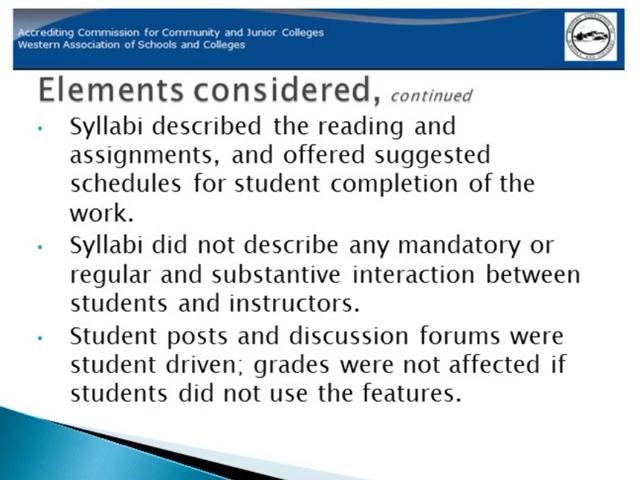 Accrediting Commission for Community and Junior Colleges
Western Association of Schools and Colleges
Elements considered, continued
• Syllabi described the reading and
assignments, and offered suggested
schedules for student completion of the
work.
• Syllabi did not describe any mandatory or
regular and substantive interaction between
students and instructors.
• Student posts and discussion forums were
student driven; grades were not affected if
students did not use the features.